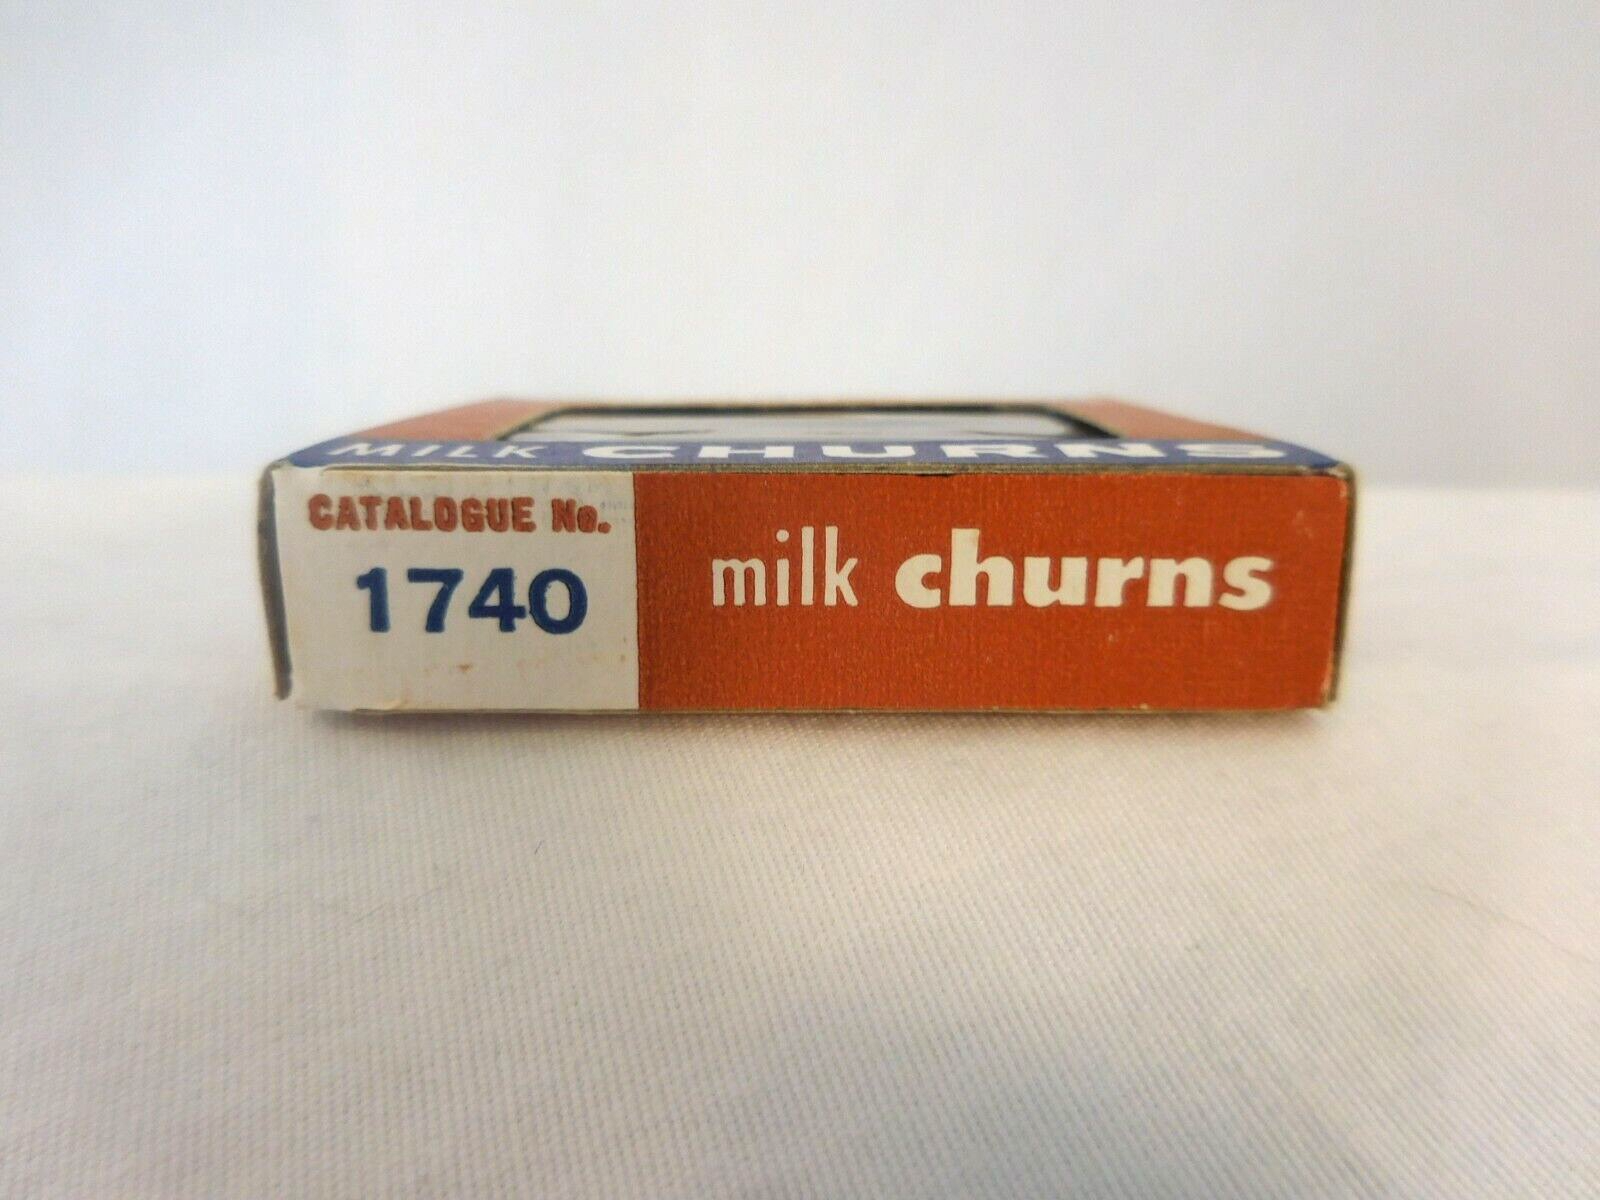 MILK CHURNS
CATALOGUE No.
1740
milk churns